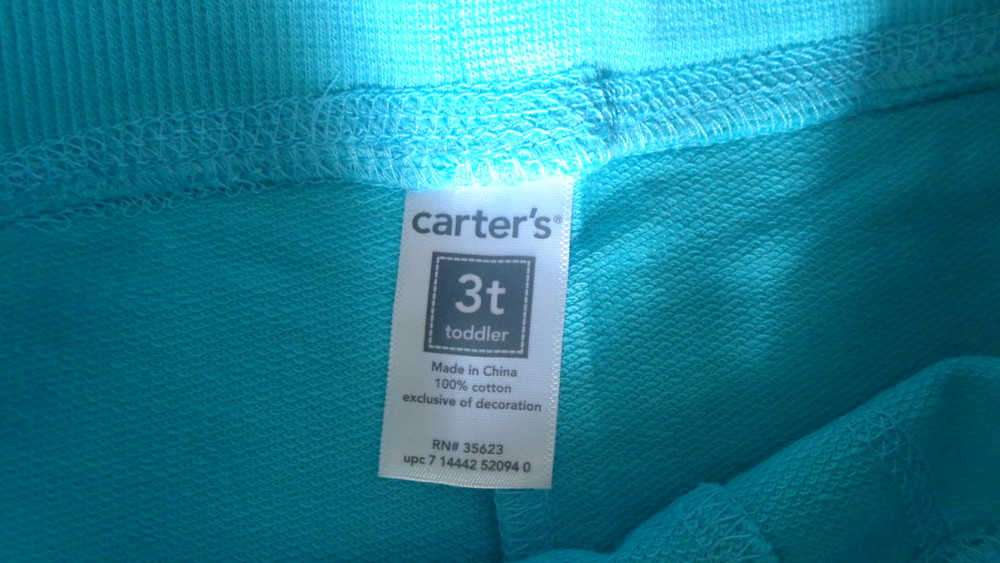 carter's®
3t
toddler
Made in China
100% cotton
exclusive of decoration
RN# 35623
upc 7 14442 52094 0